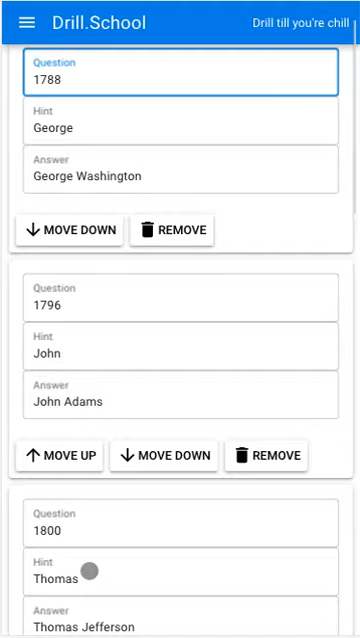 Drill.School Drill till you're chill
Question
1788
Hint
George
Answer
George Washington
MOVE DOWN REMOVE
Question
1796
Hint
John
Answer
John Adams
MOVE UP MOVE DOWN REMOVE
Question
1800
Hint
Thomas
Answer
Thomas Jefferson